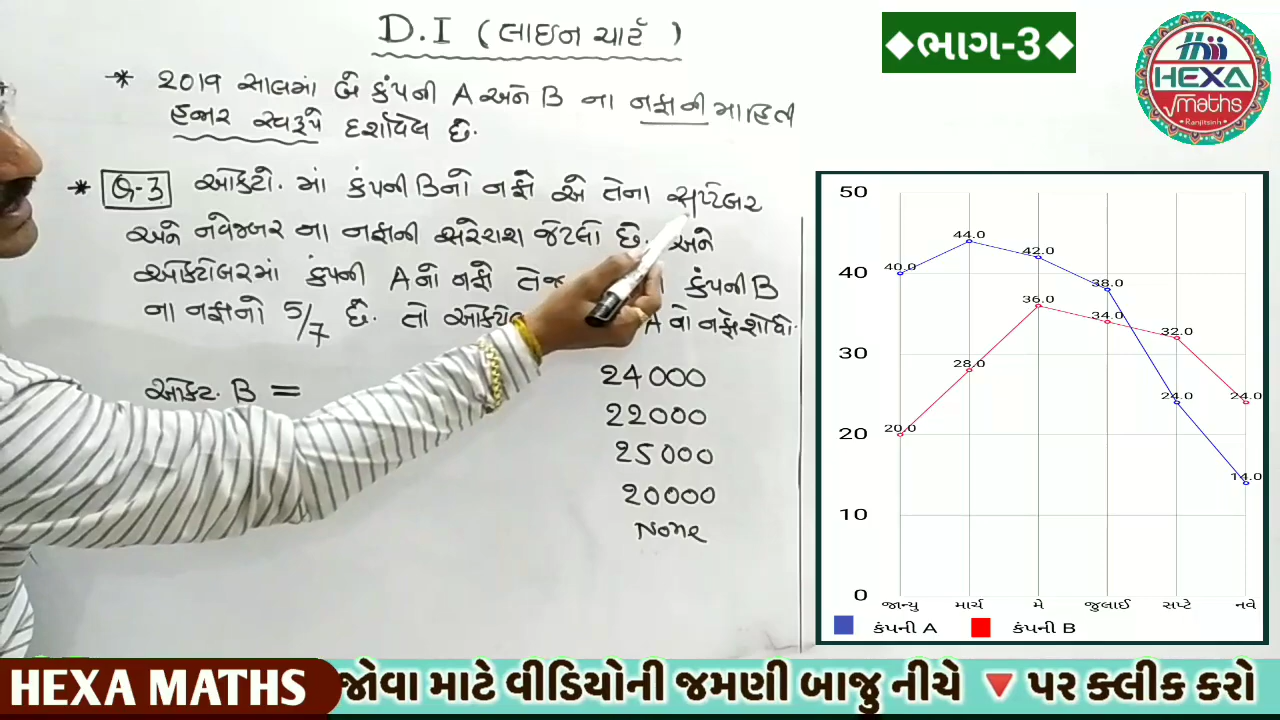 D.I (લાઇન ચાર્ટ)
◆ભાગ-3◆
HEXA
Maths
Ranjitsinh
* 2019 સાલમાં બે કંપની A અને B ના નફાની માહિતી
હજાર સ્વરૂપે દર્શાવેલ છે.
* Q-3 ઓક્ટો. માં કંપની B નો નફો એ તેના સપ્ટેમ્બર
અને નવેમ્બર ના નફાની સરેરાશ જેટલો છે. અને
ઓક્ટોબરમાં કંપની A નો નફો તેજ કંપની B
ના નફાનો 5/7 છે. તો A નો નફો શોધો.
ઓક્ટ. B =
24000
22000
25000
20000
None
50
40
30
20
10
0
40.0 44.0 42.0 38.0 24.0 14.0
20.0 28.0 36.0 34.0 32.0 24.0
જાન્યુ માર્ચ મે જુલાઈ સપ્ટે નવે
કંપની A કંપની B
HEXA MATHS જોવા માટે વીડિયોની જમણી બાજુ નીચે 🔻પર ક્લીક કરો